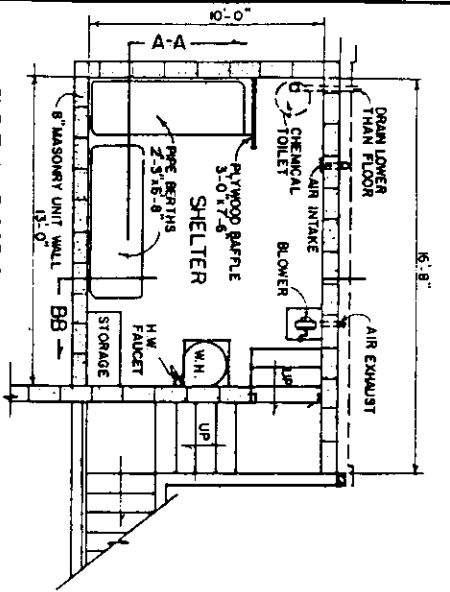 10'-0"
A-A
DRAIN LOWER
THAN FLOOR
CHEMICAL
TOILET
AIR INTAKE
PLYWOOD BAFFLE
3'-0"x7'-6"
PIPE BERTHS
2'-3"x6'-8"
SHELTER
BLOWER
16'-8"
8" MASONRY UNIT WALL
13'-0"
AIR EXHAUST
BB
STORAGE
H.W.
FAUCET
W.H.
UP
UP